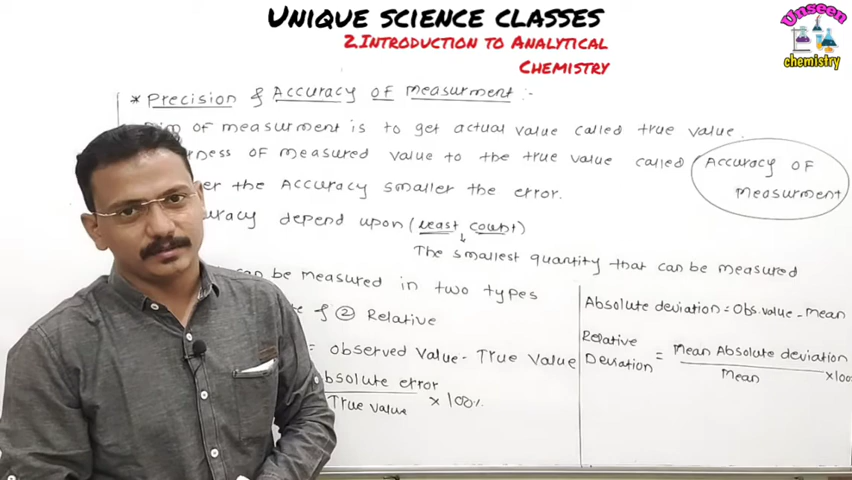 UNIQUE SCIENCE CLASSES
2.INTRODUCTION TO ANALYTICAL
CHEMISTRY
Unseen
chemistry
* Precision & Accuracy of Measurment :-
of measurment is to get actual value called true value.
of measured value to the true value called Accuracy OF
Measurment
the Accuracy smaller the error.
depend upon (least count)
↓
The smallest quantity that can be measured
can be measured in two types
& ② Relative
= observed value - True value
error
True value × 100%
Absolute deviation = Obs.value - mean
Relative
Deviation = Mean Absolute deviation
Mean ×100